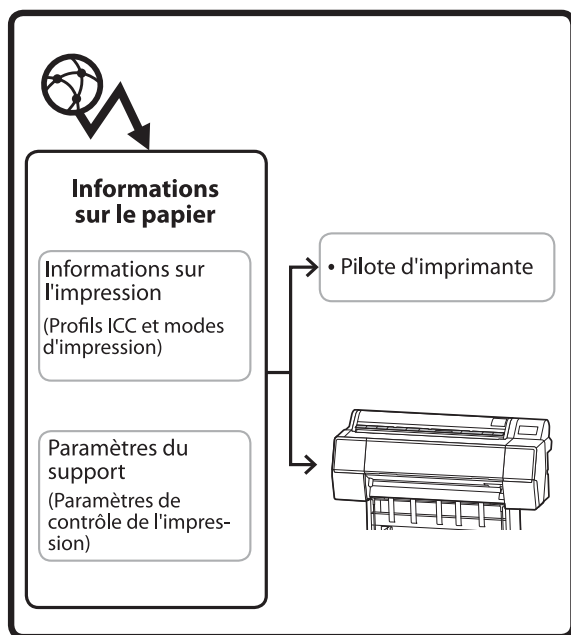 Informations
sur le papier
Informations sur
l'impression
(Profils ICC et modes
d'impression)
Paramètres du
support
(Paramètres de
contrôle de l'impres-
sion)
• Pilote d'imprimante